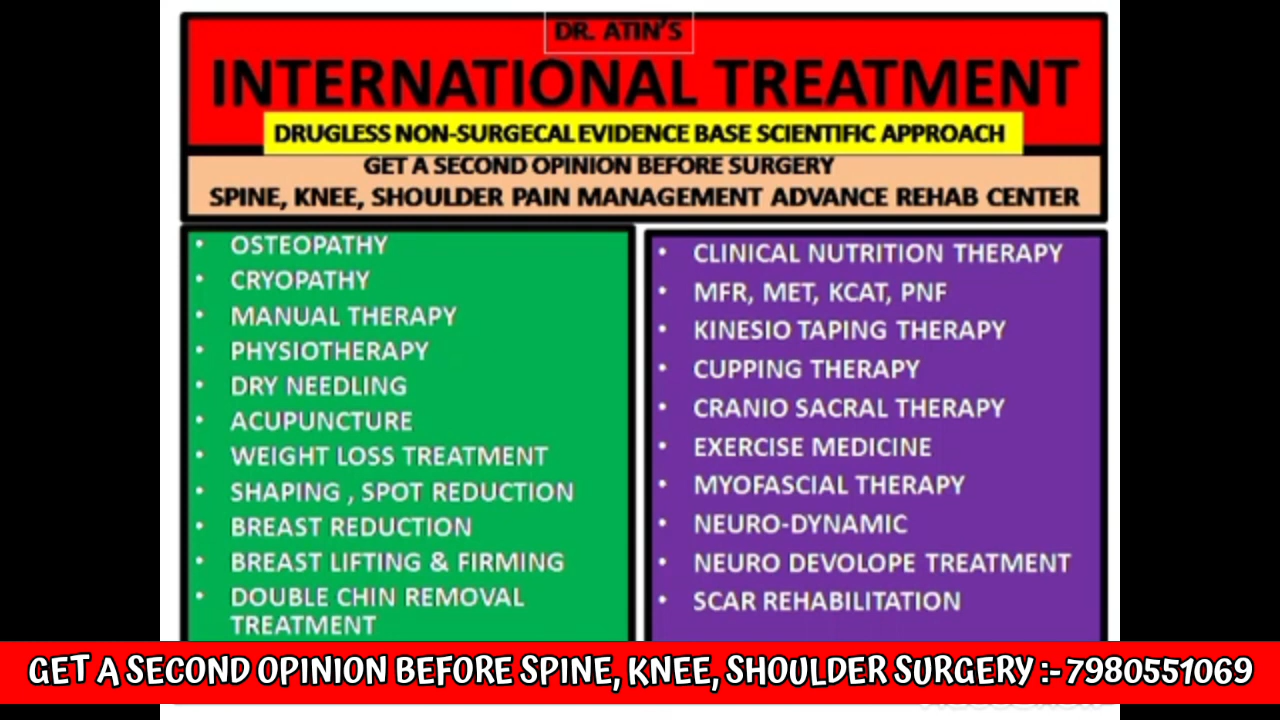 DR. ATIN'S
INTERNATIONAL TREATMENT
DRUGLESS NON-SURGECAL EVIDENCE BASE SCIENTIFIC APPROACH
GET A SECOND OPINION BEFORE SURGERY
SPINE, KNEE, SHOULDER PAIN MANAGEMENT ADVANCE REHAB CENTER
• OSTEOPATHY
• CRYOPATHY
• MANUAL THERAPY
• PHYSIOTHERAPY
• DRY NEEDLING
• ACUPUNCTURE
• WEIGHT LOSS TREATMENT
• SHAPING , SPOT REDUCTION
• BREAST REDUCTION
• BREAST LIFTING & FIRMING
• DOUBLE CHIN REMOVAL
TREATMENT
• CLINICAL NUTRITION THERAPY
• MFR, MET, KCAT, PNF
• KINESIO TAPING THERAPY
• CUPPING THERAPY
• CRANIO SACRAL THERAPY
• EXERCISE MEDICINE
• MYOFASCIAL THERAPY
• NEURO-DYNAMIC
• NEURO DEVOLOPE TREATMENT
• SCAR REHABILITATION
GET A SECOND OPINION BEFORE SPINE, KNEE, SHOULDER SURGERY :- 7980551069